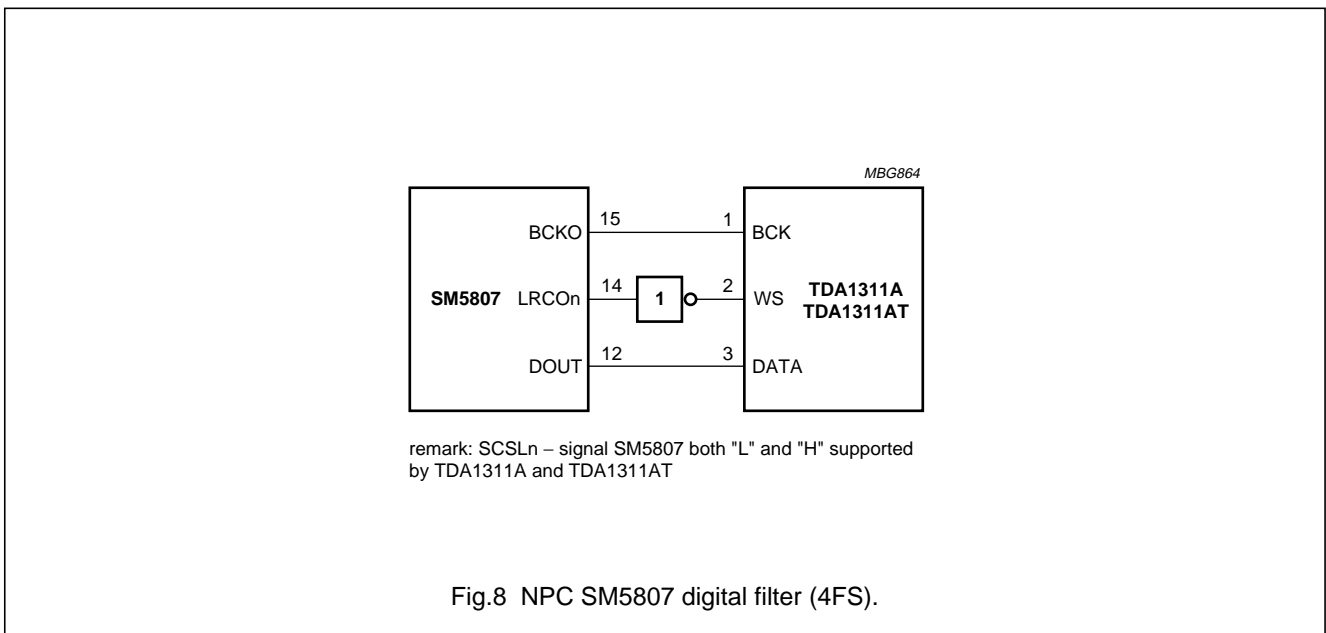 MBG864
BCKO 15 1 BCK
SM5807 LRCOn 14 1 2 WS TDA1311A
TDA1311AT
DOUT 12 3 DATA
remark: SCSLn – signal SM5807 both "L" and "H" supported
by TDA1311A and TDA1311AT
Fig.8 NPC SM5807 digital filter (4FS).